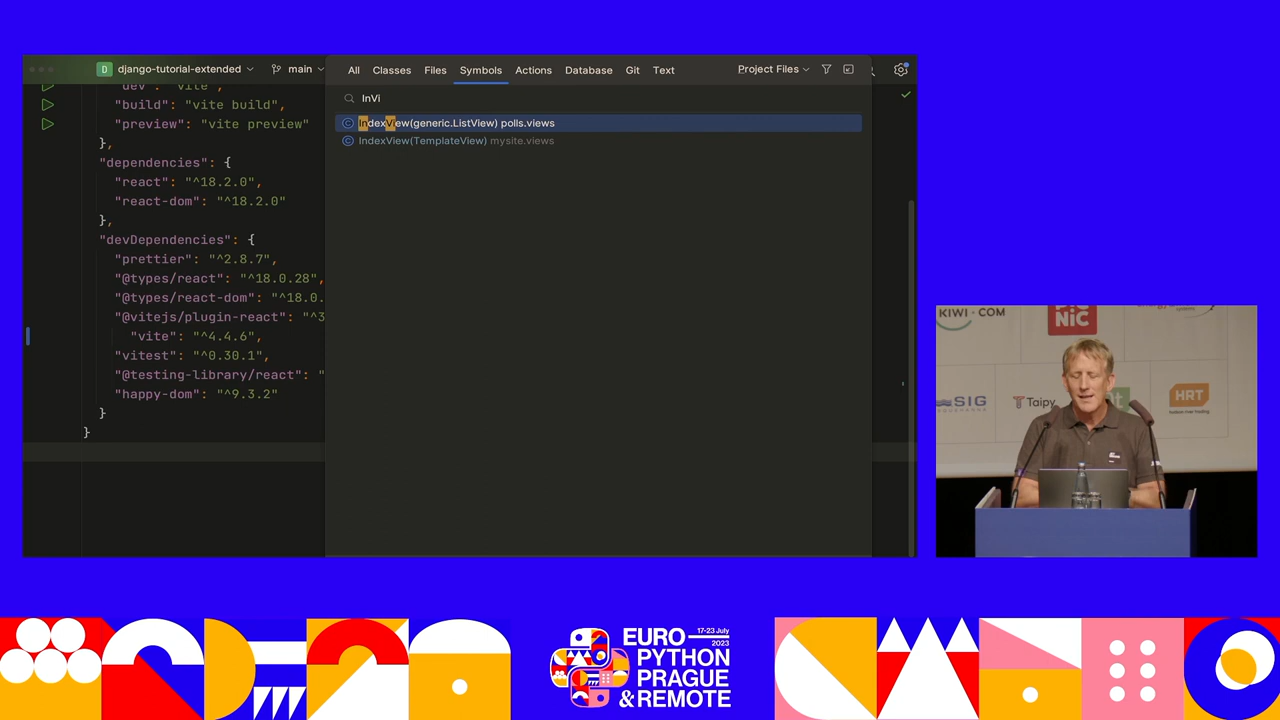 D django-tutorial-extended
main
"dev": "vite",
"build": "vite build",
"preview": "vite preview"
},
"dependencies": {
"react": "^18.2.0",
"react-dom": "^18.2.0"
},
"devDependencies": {
"prettier": "^2.8.7",
"@types/react": "^18.0.28",
"@types/react-dom": "^18.0.
"@vitejs/plugin-react": "^3
"vite": "^4.4.6",
"vitest": "^0.30.1",
"@testing-library/react": "
"happy-dom": "^9.3.2"
}
}
All Classes Files Symbols Actions Database Git Text Project Files
InVi
IndexView(generic.ListView) polls.views
IndexView(TemplateView) mysite.views
KIWI.COM
PICNIC
SIG
Taipy
HRT
17-23 July
2023
EURO
PYTHON
PRAGUE
& REMOTE